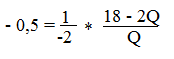 - 0,5 = 1/-2 * (18 - 2Q)/Q